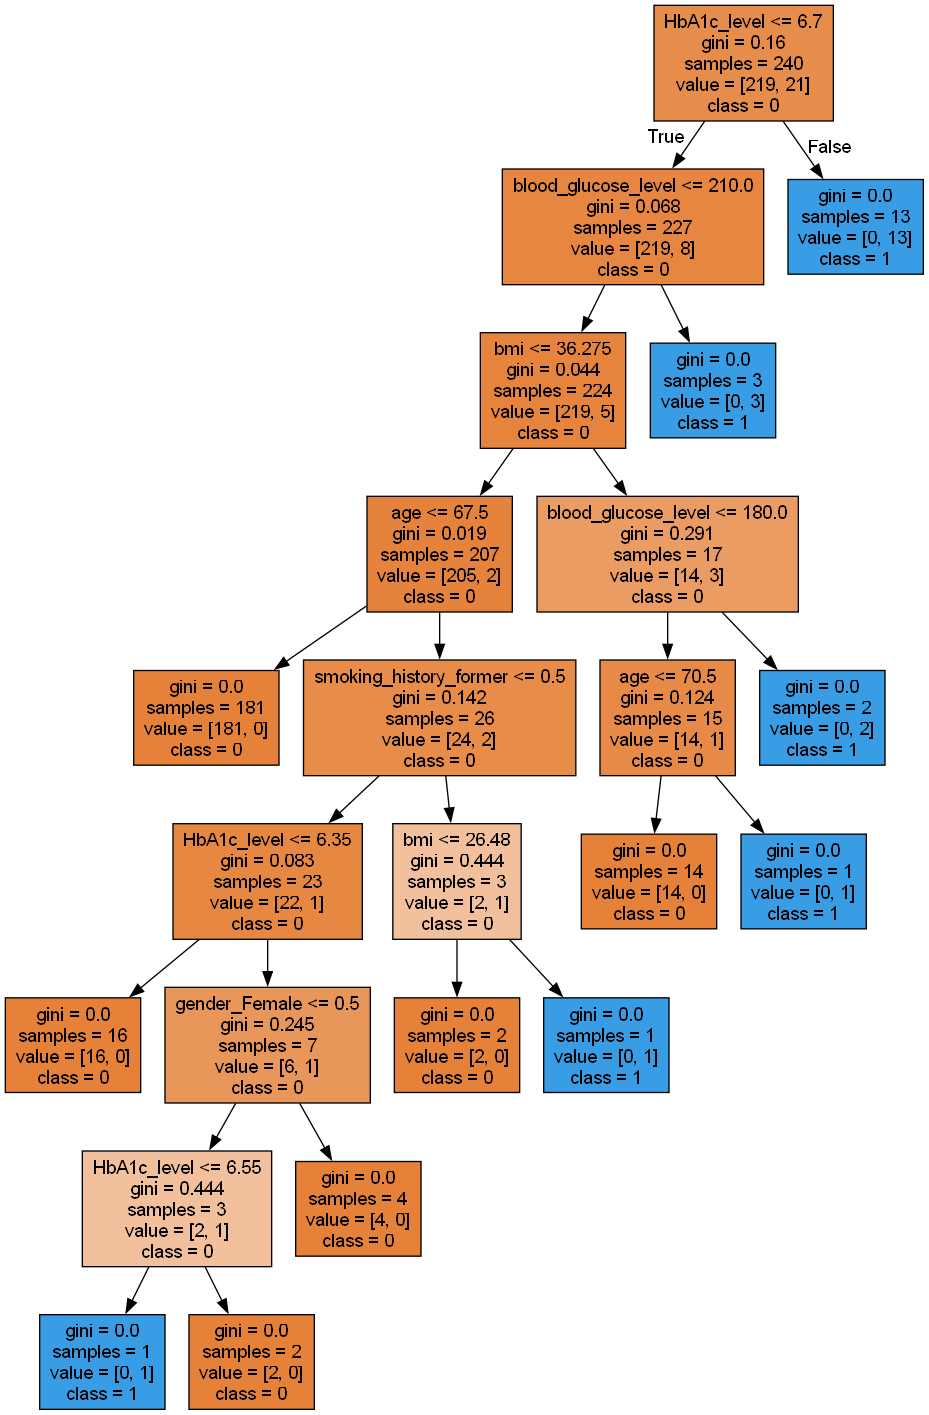 HbA1c_level <= 6.7
gini = 0.16
samples = 240
value = [219, 21]
class = 0
True
False
blood_glucose_level <= 210.0
gini = 0.068
samples = 227
value = [219, 8]
class = 0
gini = 0.0
samples = 13
value = [0, 13]
class = 1
bmi <= 36.275
gini = 0.044
samples = 224
value = [219, 5]
class = 0
gini = 0.0
samples = 3
value = [0, 3]
class = 1
age <= 67.5
gini = 0.019
samples = 207
value = [205, 2]
class = 0
blood_glucose_level <= 180.0
gini = 0.291
samples = 17
value = [14, 3]
class = 0
gini = 0.0
samples = 181
value = [181, 0]
class = 0
smoking_history_former <= 0.5
gini = 0.142
samples = 26
value = [24, 2]
class = 0
age <= 70.5
gini = 0.124
samples = 15
value = [14, 1]
class = 0
gini = 0.0
samples = 2
value = [0, 2]
class = 1
HbA1c_level <= 6.35
gini = 0.083
samples = 23
value = [22, 1]
class = 0
bmi <= 26.48
gini = 0.444
samples = 3
value = [2, 1]
class = 0
gini = 0.0
samples = 14
value = [14, 0]
class = 0
gini = 0.0
samples = 1
value = [0, 1]
class = 1
gini = 0.0
samples = 16
value = [16, 0]
class = 0
gender_Female <= 0.5
gini = 0.245
samples = 7
value = [6, 1]
class = 0
gini = 0.0
samples = 2
value = [2, 0]
class = 0
gini = 0.0
samples = 1
value = [0, 1]
class = 1
HbA1c_level <= 6.55
gini = 0.444
samples = 3
value = [2, 1]
class = 0
gini = 0.0
samples = 4
value = [4, 0]
class = 0
gini = 0.0
samples = 1
value = [0, 1]
class = 1
gini = 0.0
samples = 2
value = [2, 0]
class = 0